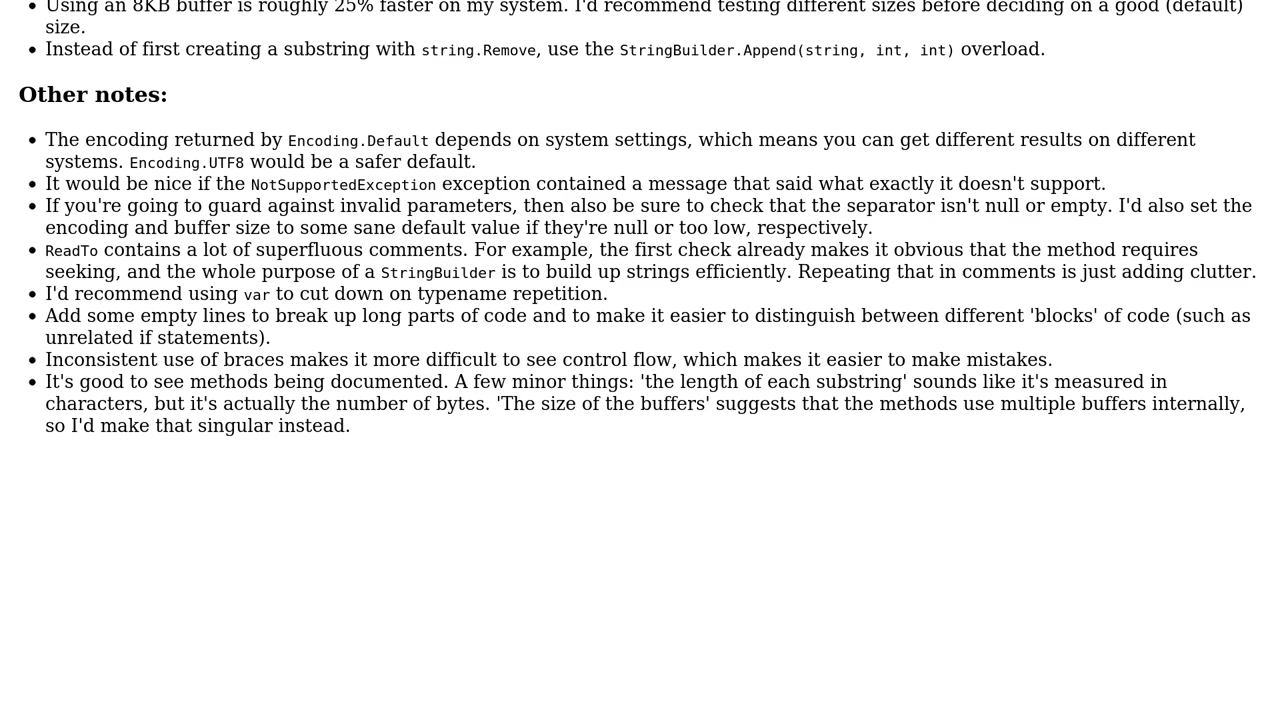 Using an 8KB buffer is roughly 25% faster on my system. I'd recommend testing different sizes before deciding on a good (default)
size.
Instead of first creating a substring with string.Remove, use the StringBuilder.Append(string, int, int) overload.
Other notes:
The encoding returned by Encoding.Default depends on system settings, which means you can get different results on different
systems. Encoding.UTF8 would be a safer default.
It would be nice if the NotSupportedException exception contained a message that said what exactly it doesn't support.
If you're going to guard against invalid parameters, then also be sure to check that the separator isn't null or empty. I'd also set the
encoding and buffer size to some sane default value if they're null or too low, respectively.
ReadTo contains a lot of superfluous comments. For example, the first check already makes it obvious that the method requires
seeking, and the whole purpose of a StringBuilder is to build up strings efficiently. Repeating that in comments is just adding clutter.
I'd recommend using var to cut down on typename repetition.
Add some empty lines to break up long parts of code and to make it easier to distinguish between different 'blocks' of code (such as
unrelated if statements).
Inconsistent use of braces makes it more difficult to see control flow, which makes it easier to make mistakes.
It's good to see methods being documented. A few minor things: 'the length of each substring' sounds like it's measured in
characters, but it's actually the number of bytes. 'The size of the buffers' suggests that the methods use multiple buffers internally,
so I'd make that singular instead.